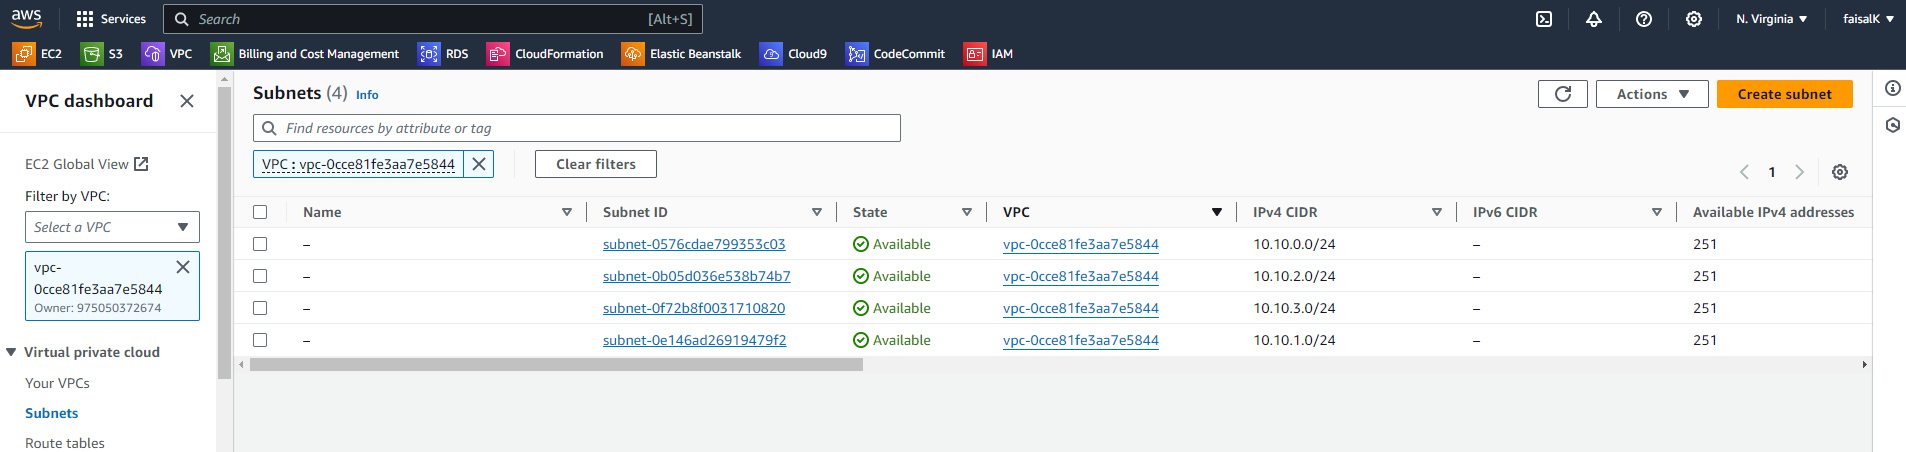 aws Services Search [Alt+S] N. Virginia faisalK
EC2 S3 VPC Billing and Cost Management RDS CloudFormation Elastic Beanstalk Cloud9 CodeCommit IAM
VPC dashboard
EC2 Global View
Filter by VPC:
Select a VPC
vpc-
0cce81fe3aa7e5844
Owner: 975050372674
Virtual private cloud
Your VPCs
Subnets
Route tables
Subnets (4) Info
Actions
Create subnet
Find resources by attribute or tag
VPC : vpc-0cce81fe3aa7e5844
Clear filters
1
Name Subnet ID State VPC IPv4 CIDR IPv6 CIDR Available IPv4 addresses
– subnet-0576cdae799353c03 Available vpc-0cce81fe3aa7e5844 10.10.0.0/24 – 251
– subnet-0b05d036e538b74b7 Available vpc-0cce81fe3aa7e5844 10.10.2.0/24 – 251
– subnet-0f72b8f0031710820 Available vpc-0cce81fe3aa7e5844 10.10.3.0/24 – 251
– subnet-0e146ad26919479f2 Available vpc-0cce81fe3aa7e5844 10.10.1.0/24 – 251